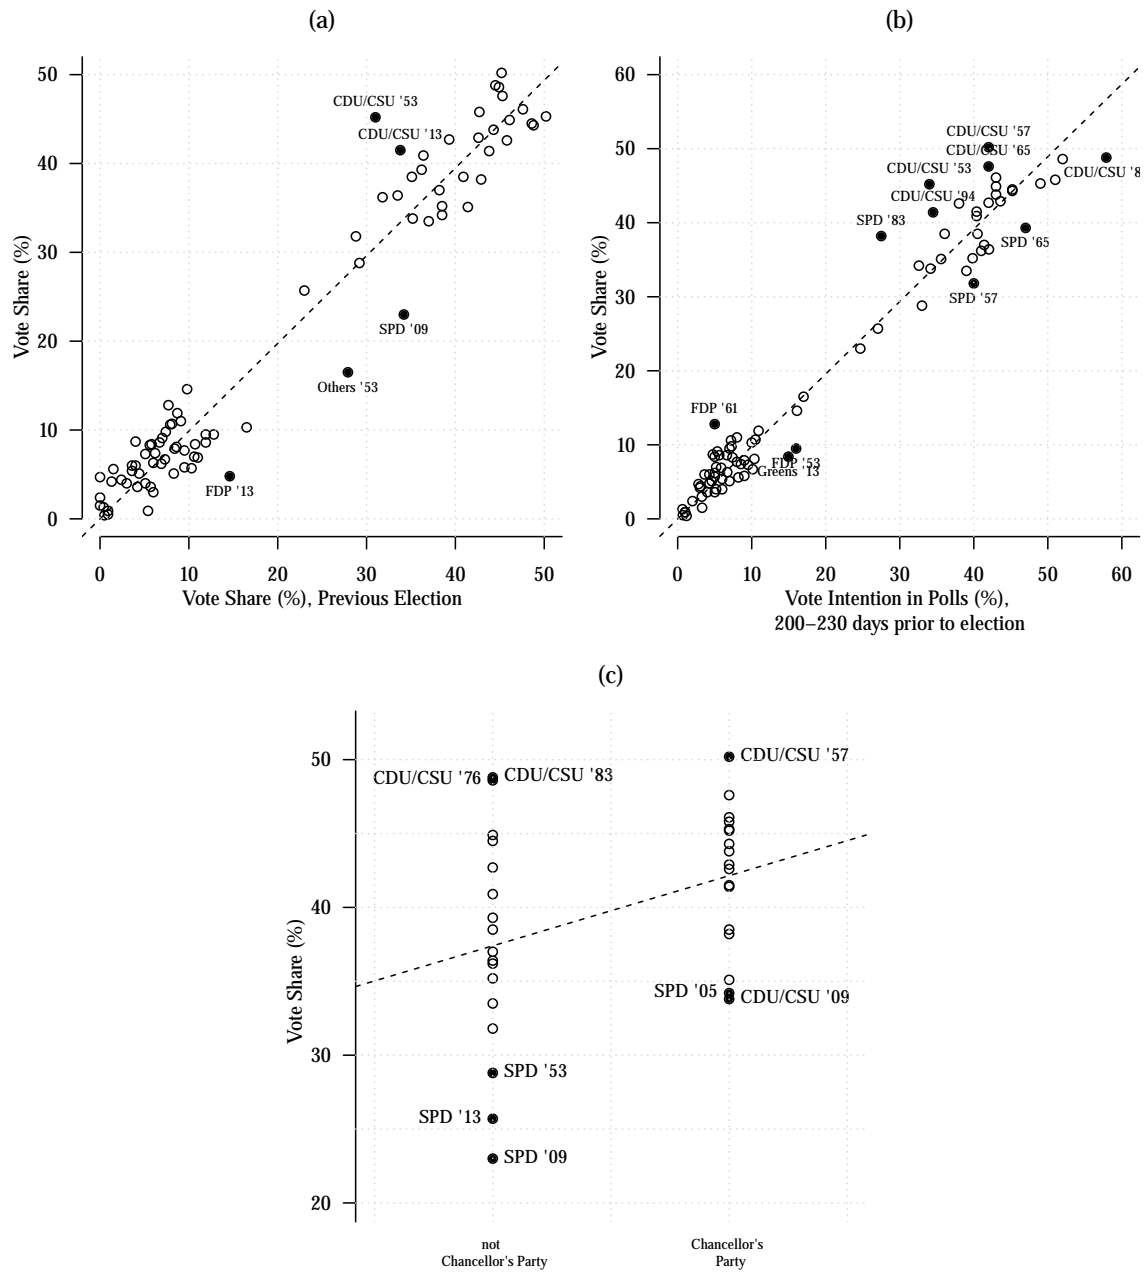 (a)
50
40
30
20
10
0
Vote Share (%)
CDU/CSU '53
CDU/CSU '13
SPD '09
Others '53
FDP '13
0 10 20 30 40 50
Vote Share (%), Previous Election
(b)
60
50
40
30
20
10
0
Vote Share (%)
CDU/CSU '57
CDU/CSU '65
CDU/CSU '53
CDU/CSU '8
CDU/CSU '94
SPD '83
SPD '65
SPD '57
FDP '61
FDP '53
Greens '13
0 10 20 30 40 50 60
Vote Intention in Polls (%),
200–230 days prior to election
(c)
50
40
30
20
Vote Share (%)
CDU/CSU '76
CDU/CSU '83
CDU/CSU '57
SPD '05
CDU/CSU '09
SPD '53
SPD '13
SPD '09
not
Chancellor's Party
Chancellor's
Party